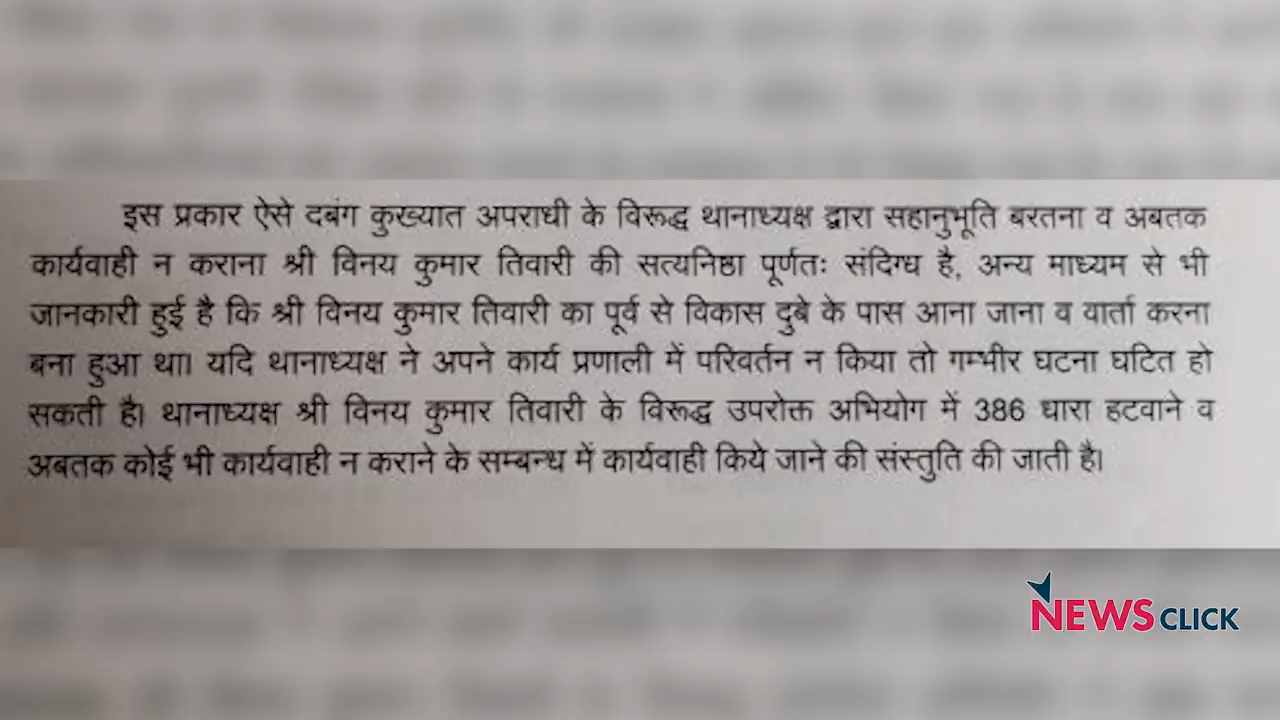 इस प्रकार ऐसे दबंग कुख्यात अपराधी के विरूद्ध थानाध्यक्ष द्वारा सहानुभूति बरतना व अबतक
कार्यवाही न कराना श्री विनय कुमार तिवारी की सत्यनिष्ठा पूर्णतः संदिग्ध है, अन्य माध्यम से भी
जानकारी हुई है कि श्री विनय कुमार तिवारी का पूर्व से विकास दुबे के पास आना जाना व वार्ता करना
बना हुआ था। यदि थानाध्यक्ष ने अपने कार्य प्रणाली में परिवर्तन न किया तो गम्भीर घटना घटित हो
सकती है। थानाध्यक्ष श्री विनय कुमार तिवारी के विरूद्ध उपरोक्त अभियोग में 386 धारा हटवाने व
अबतक कोई भी कार्यवाही न कराने के सम्बन्ध में कार्यवाही किये जाने की संस्तुति की जाती है।
NEWSCLICK